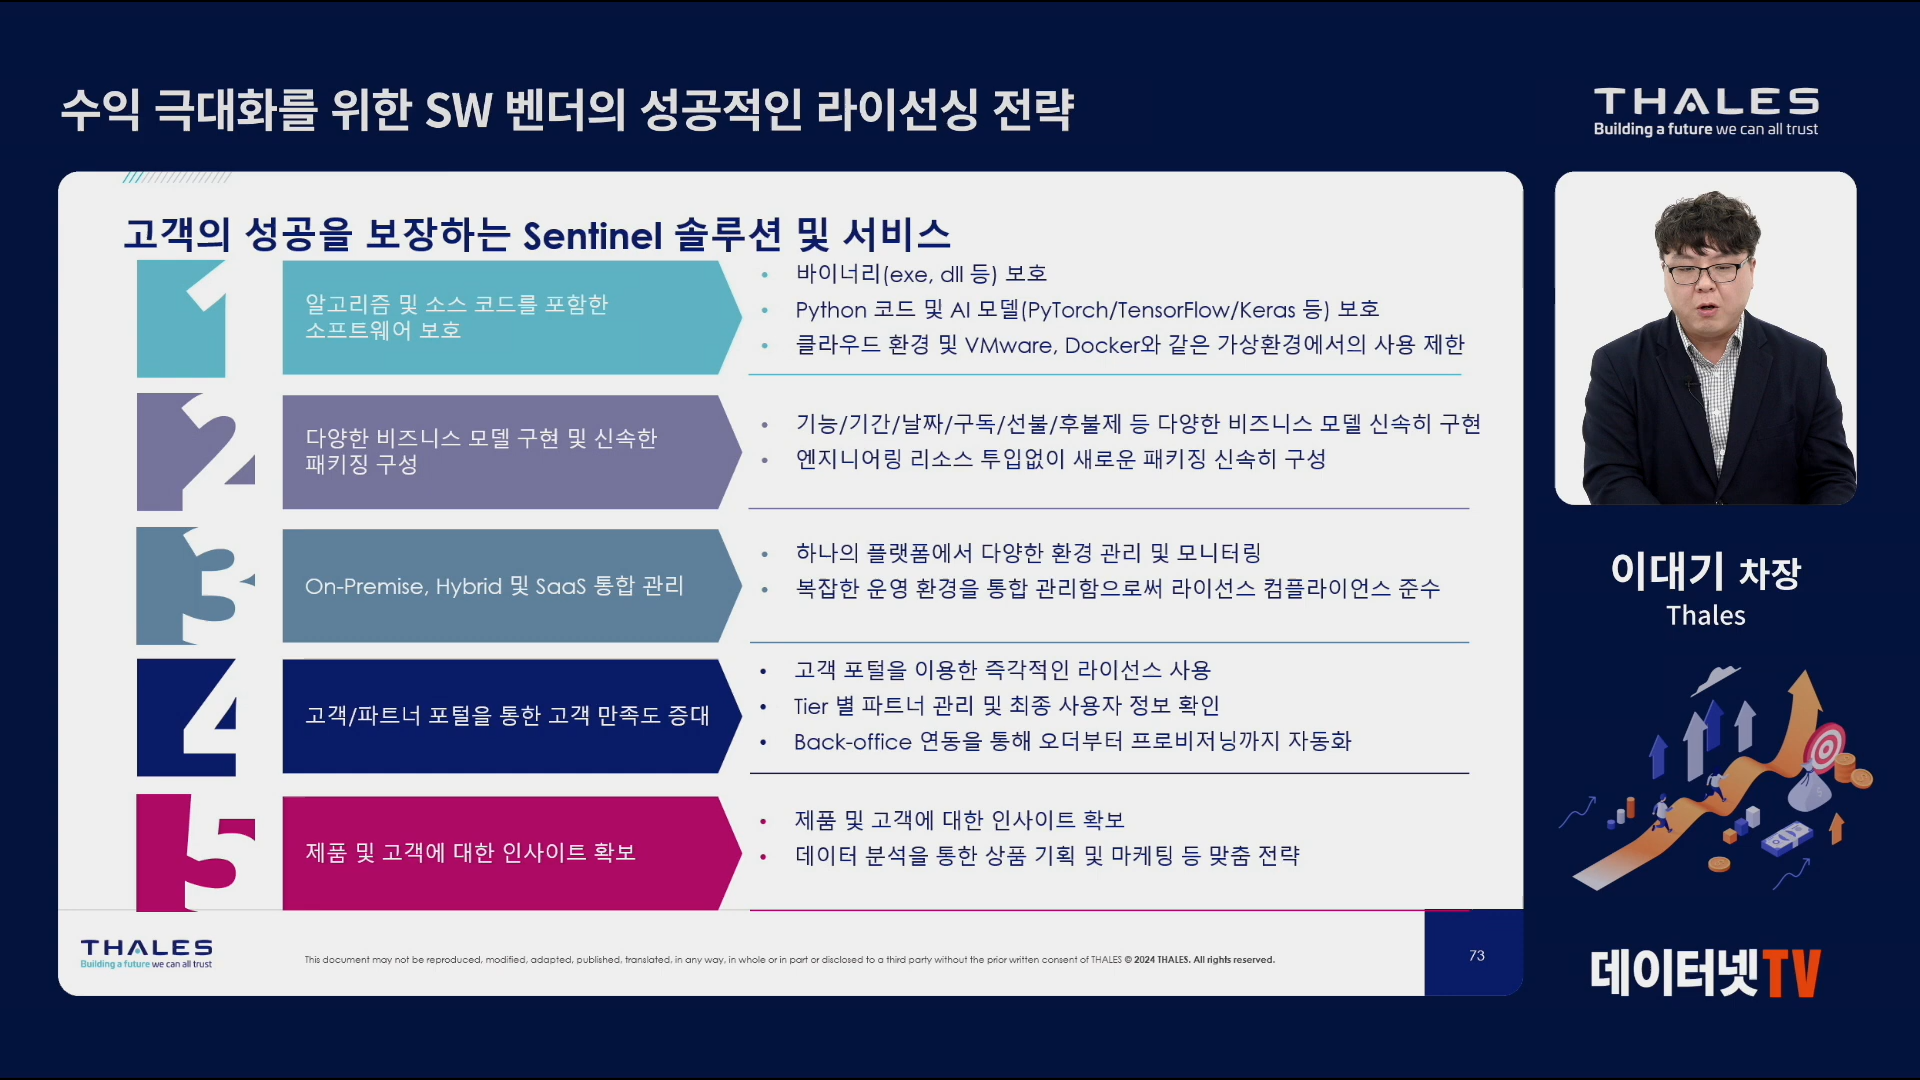 수익 극대화를 위한 SW 벤더의 성공적인 라이선싱 전략
THALES
Building a future we can all trust
고객의 성공을 보장하는 Sentinel 솔루션 및 서비스
1
알고리즘 및 소스 코드를 포함한
소프트웨어 보호
• 바이너리(exe, dll 등) 보호
• Python 코드 및 AI 모델(PyTorch/TensorFlow/Keras 등) 보호
• 클라우드 환경 및 VMware, Docker와 같은 가상환경에서의 사용 제한
2
다양한 비즈니스 모델 구현 및 신속한
패키징 구성
• 기능/기간/날짜/구독/선불/후불제 등 다양한 비즈니스 모델 신속히 구현
• 엔지니어링 리소스 투입없이 새로운 패키징 신속히 구성
3
On-Premise, Hybrid 및 SaaS 통합 관리
• 하나의 플랫폼에서 다양한 환경 관리 및 모니터링
• 복잡한 운영 환경을 통합 관리함으로써 라이선스 컴플라이언스 준수
4
고객/파트너 포털을 통한 고객 만족도 증대
• 고객 포털을 이용한 즉각적인 라이선스 사용
• Tier 별 파트너 관리 및 최종 사용자 정보 확인
• Back-office 연동을 통해 오더부터 프로비저닝까지 자동화
5
제품 및 고객에 대한 인사이트 확보
• 제품 및 고객에 대한 인사이트 확보
• 데이터 분석을 통한 상품 기획 및 마케팅 등 맞춤 전략
THALES
Building a future we can all trust
This document may not be reproduced, modified, adapted, published, translated, in any way, in whole or in part or disclosed to a third party without the prior written consent of THALES © 2024 THALES. All rights reserved.
73
이대기 차장
Thales
데이터넷TV